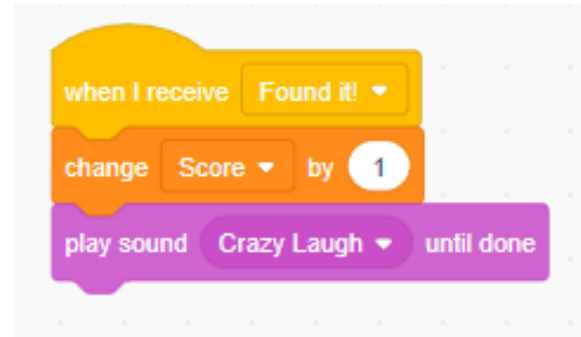 when I receive Found it!
change Score by 1
play sound Crazy Laugh until done